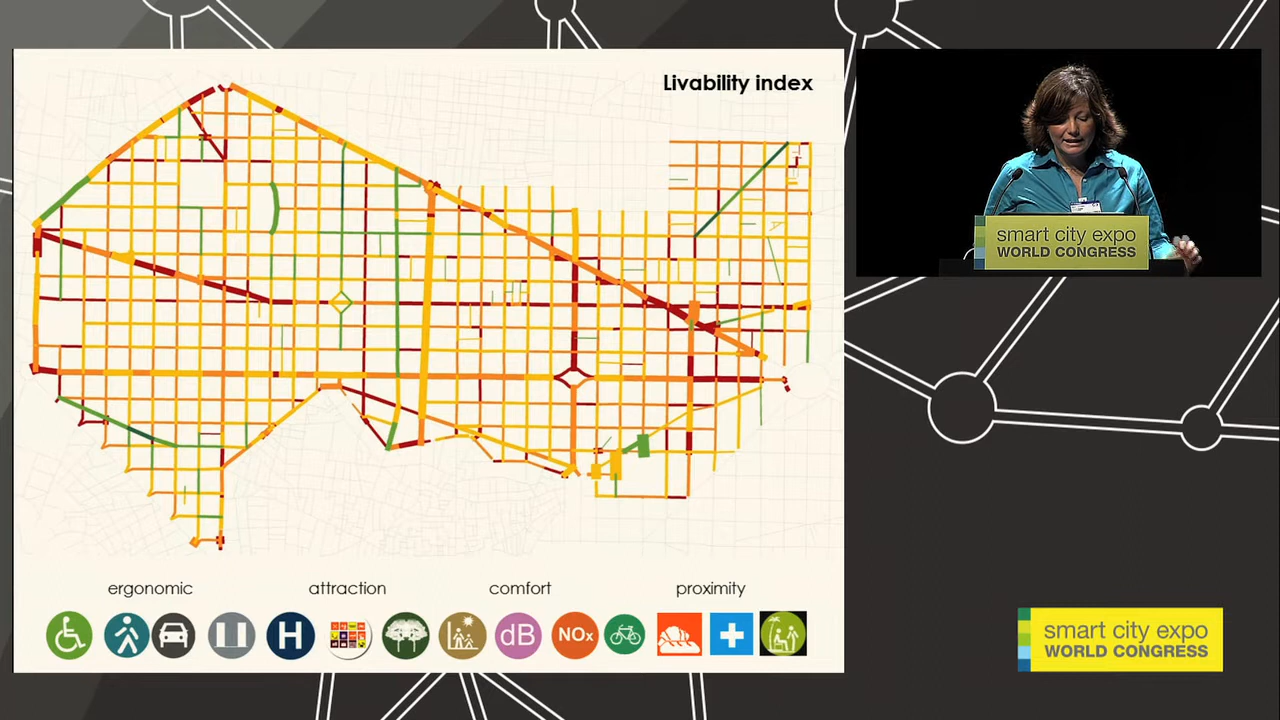 Livability index
smart city expo
WORLD CONGRESS
ergonomic
attraction
comfort
proximity
H
dB
NOx
smart city expo
WORLD CONGRESS